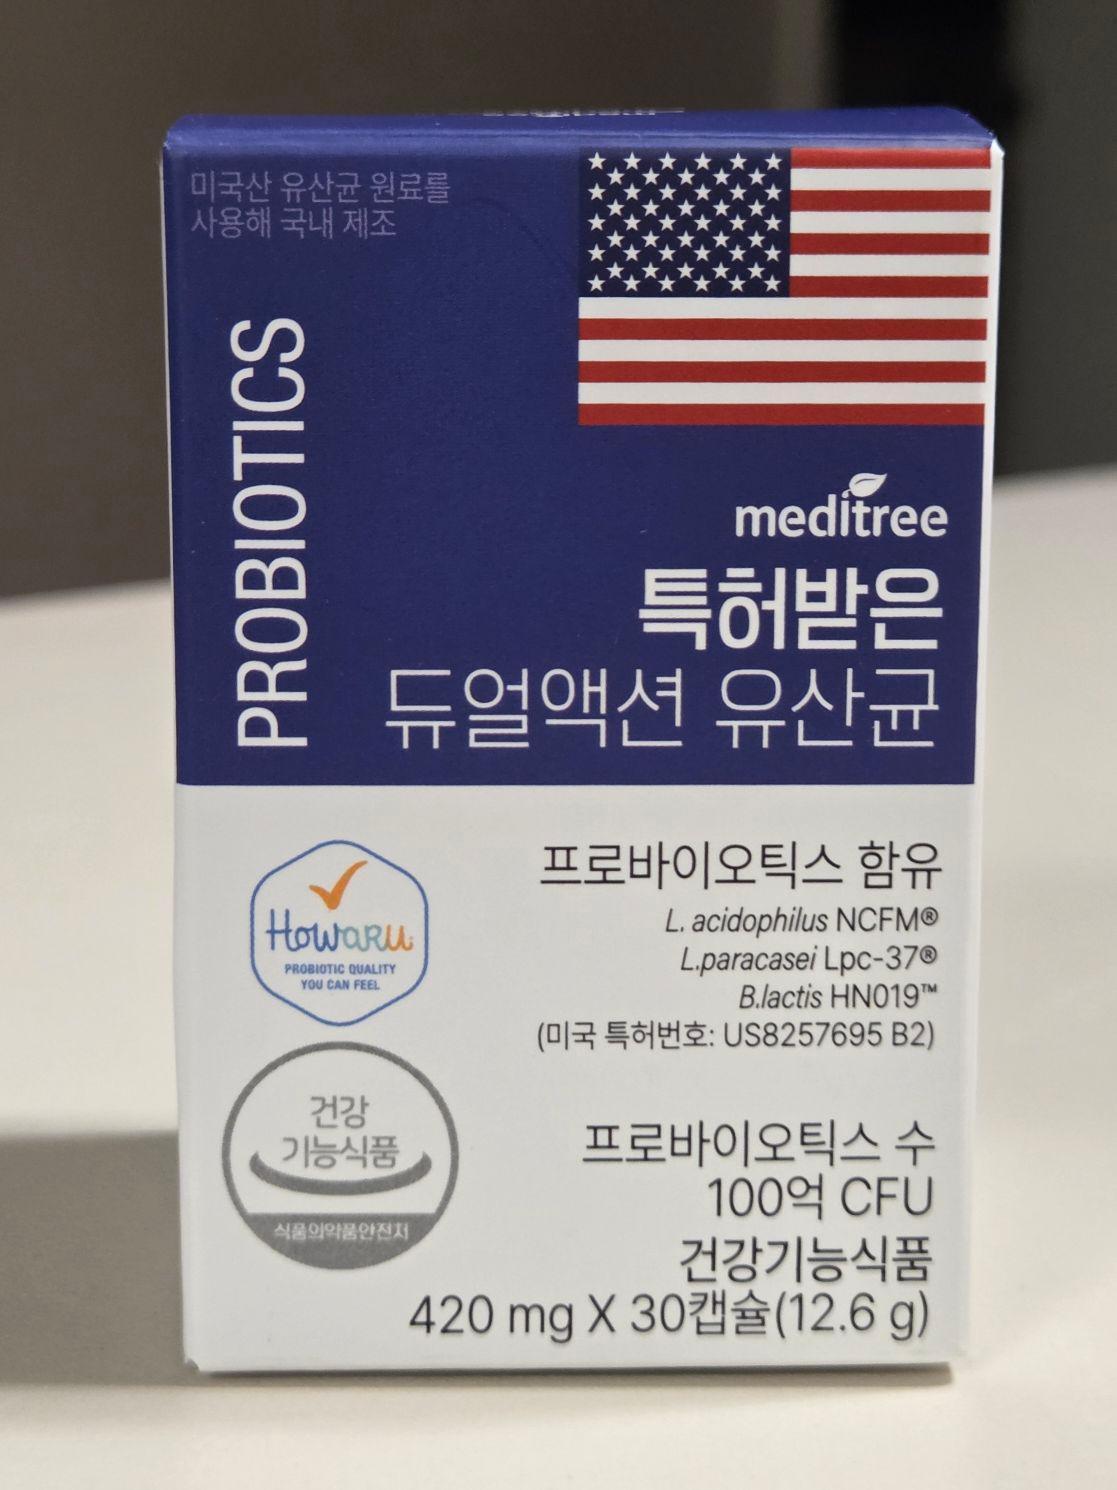 미국산 유산균 원료를
사용해 국내 제조
PROBIOTICS
meditree
특허받은
듀얼액션 유산균
HOWARU
PROBIOTIC QUALITY
YOU CAN FEEL
프로바이오틱스 함유
L. acidophilus NCFM®
L.paracasei Lpc-37®
B.lactis HN019™
(미국 특허번호: US8257695 B2)
건강
기능식품
식품의약품안전처
프로바이오틱스 수
100억 CFU
건강기능식품
420 mg X 30캡슐(12.6 g)